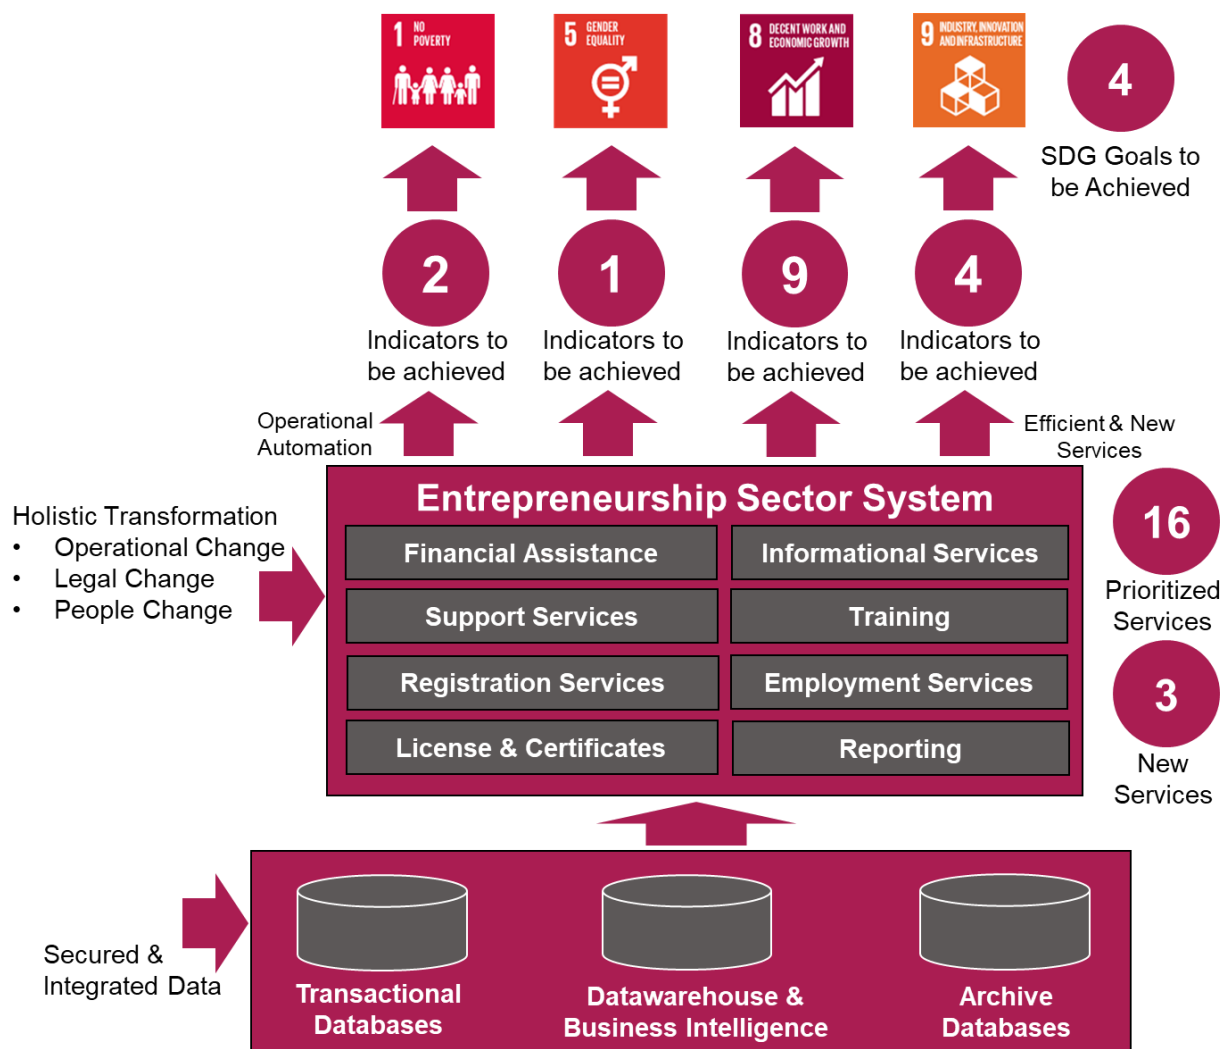 1 NO
POVERTY
5 GENDER
EQUALITY
8 DECENT WORK AND
ECONOMIC GROWTH
9 INDUSTRY, INNOVATION
AND INFRASTRUCTURE
4
SDG Goals to
be Achieved
2
Indicators to
be achieved
1
Indicators to
be achieved
9
Indicators to
be achieved
4
Indicators to
be achieved
Operational
Automation
Efficient & New
Services
Holistic Transformation
• Operational Change
• Legal Change
• People Change
Entrepreneurship Sector System
Financial Assistance
Informational Services
Support Services
Training
Registration Services
Employment Services
License & Certificates
Reporting
16
Prioritized
Services
3
New
Services
Secured &
Integrated Data
Transactional
Databases
Datawarehouse &
Business Intelligence
Archive
Databases